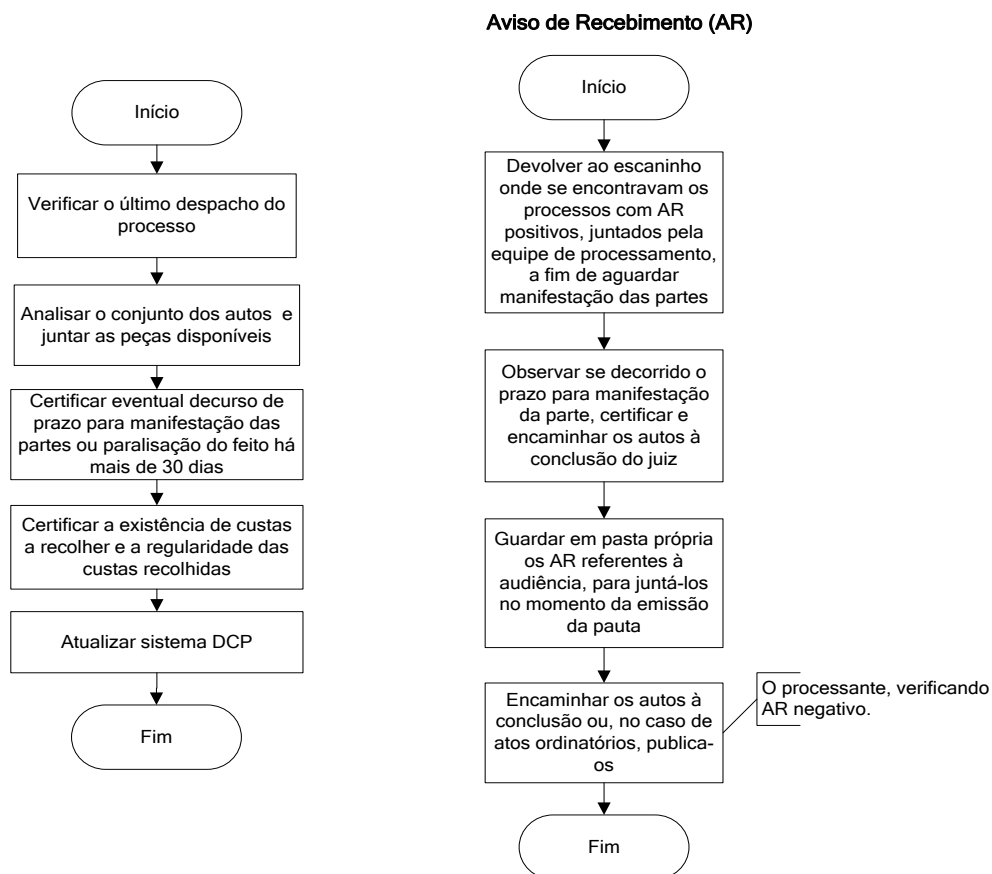 Início
Verificar o último despacho do
processo
Analisar o conjunto dos autos e
juntar as peças disponíveis
Certificar eventual decurso de
prazo para manifestação das
partes ou paralisação do feito há
mais de 30 dias
Certificar a existência de custas
a recolher e a regularidade das
custas recolhidas
Atualizar sistema DCP
Fim
Aviso de Recebimento (AR)
Início
Devolver ao escaninho
onde se encontravam os
processos com AR
positivos, juntados pela
equipe de processamento,
a fim de aguardar
manifestação das partes
Observar se decorrido o
prazo para manifestação
da parte, certificar e
encaminhar os autos à
conclusão do juiz
Guardar em pasta própria
os AR referentes à
audiência, para juntá-los
no momento da emissão
da pauta
Encaminhar os autos à
conclusão ou, no caso de
atos ordinatórios, publica-
os
O processante, verificando
AR negativo.
Fim